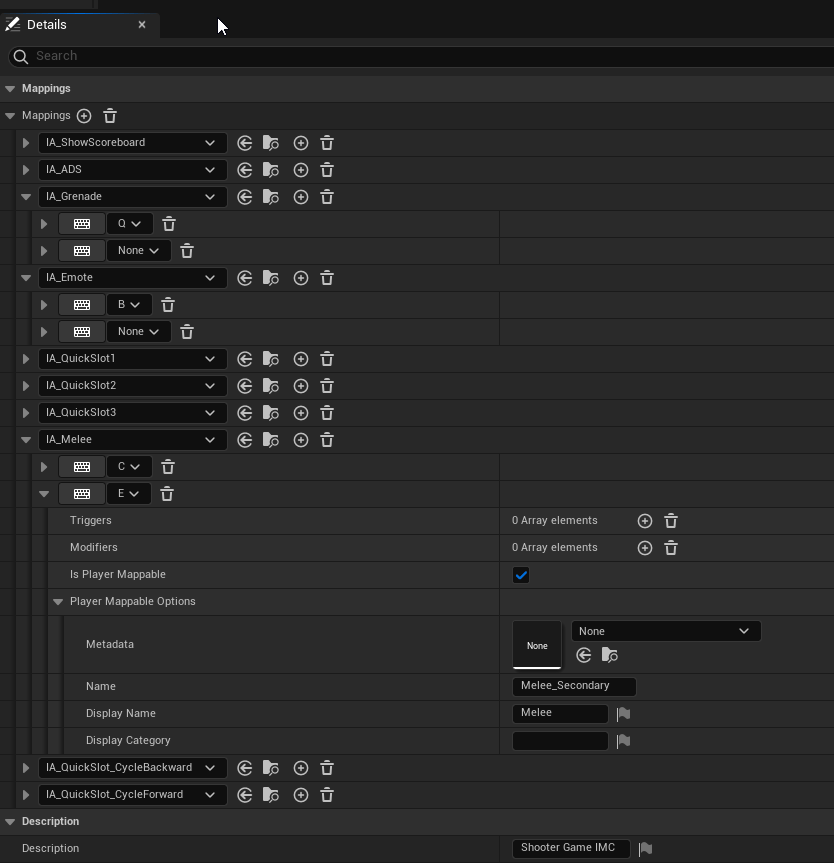 Details
Search
Mappings
Mappings
IA_ShowScoreboard
IA_ADS
IA_Grenade
Q
None
IA_Emote
B
None
IA_QuickSlot1
IA_QuickSlot2
IA_QuickSlot3
IA_Melee
C
E
Triggers 0 Array elements
Modifiers 0 Array elements
Is Player Mappable
Player Mappable Options
Metadata None None
Name Melee_Secondary
Display Name Melee
Display Category
IA_QuickSlot_CycleBackward
IA_QuickSlot_CycleForward
Description
Description Shooter Game IMC